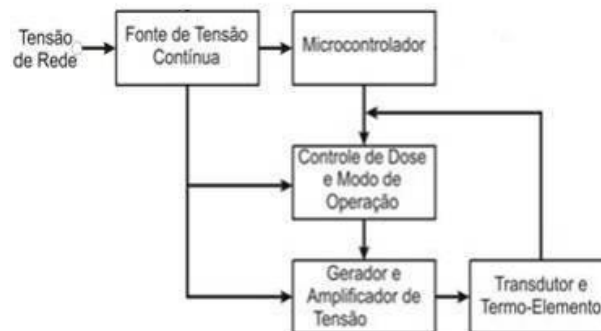 Tensão
de Rede
Fonte de Tensão
Contínua
Microcontrolador
Controle de Dose
e Modo de
Operação
Gerador e
Amplificador de
Tensão
Transdutor e
Termo-Elemento